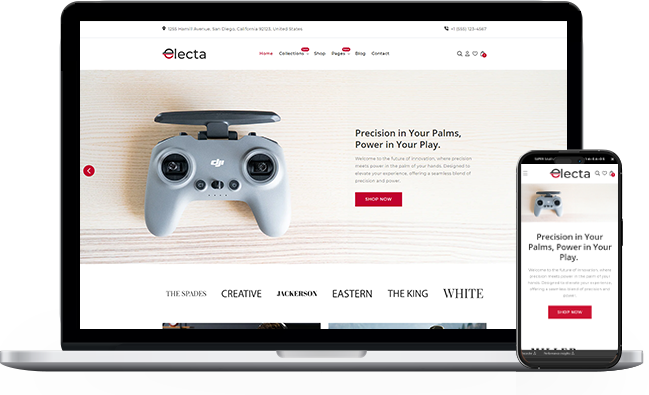 1255 Hamill Avenue, San Diego, California 92123, United States.
+1 (555) 123-4567
electa
Home Collections Shop Pages Blog Contact
dji
Precision in Your Palms,
Power in Your Play.
Welcome to the future of innovation, where precision
meets power in the palm of your hands. Designed to
elevate your experience, offering a seamless blend of
precision and power.
SHOP NOW
THE SPADES CREATIVE JACKERSON EASTERN THE KING WHITE
electa
Precision in Your
Palms, Power in Your
Play.
Welcome to the future of innovation, where
precision meets power in the palm of your
hands. Designed to elevate your experience,
offering a seamless blend of precision and
power.
SHOP NOW